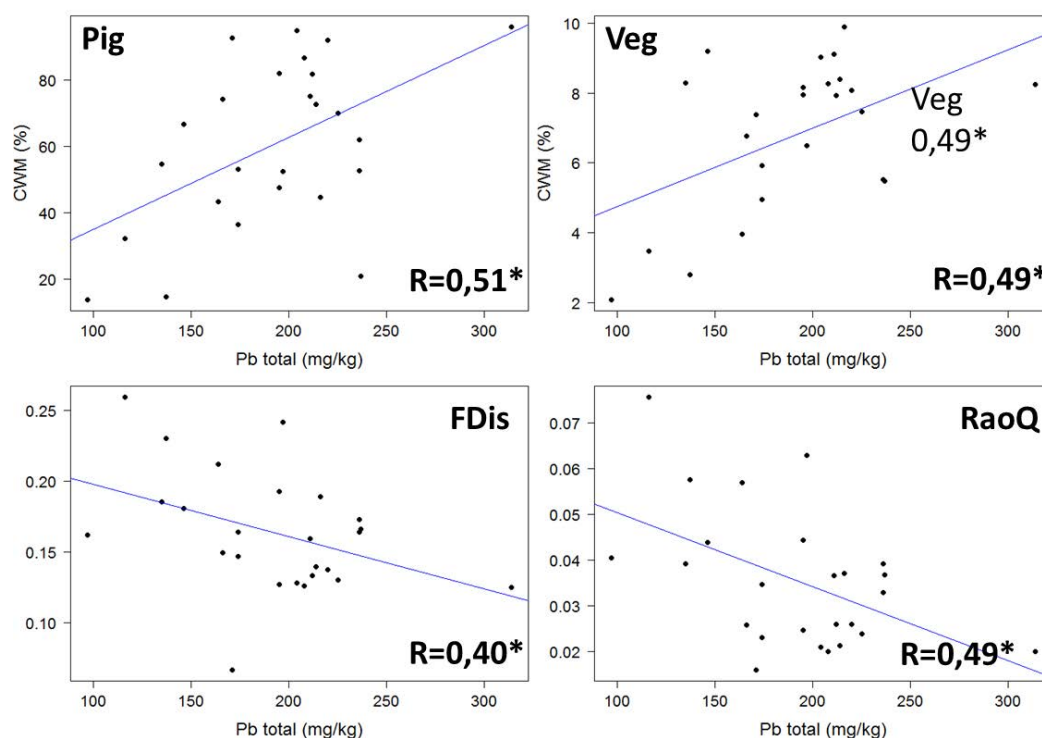 Pig
CWM (%)
80
60
40
20
R=0,51*
100 150 200 250 300
Pb total (mg/kg)
Veg
CWM (%)
10
8
6
4
2
Veg
0,49*
R=0,49*
100 150 200 250 300
Pb total (mg/kg)
FDis
0.25
0.20
0.15
0.10
R=0,40*
100 150 200 250 300
Pb total (mg/kg)
RaoQ
0.07
0.06
0.05
0.04
0.03
0.02
R=0,49*
100 150 200 250 300
Pb total (mg/kg)